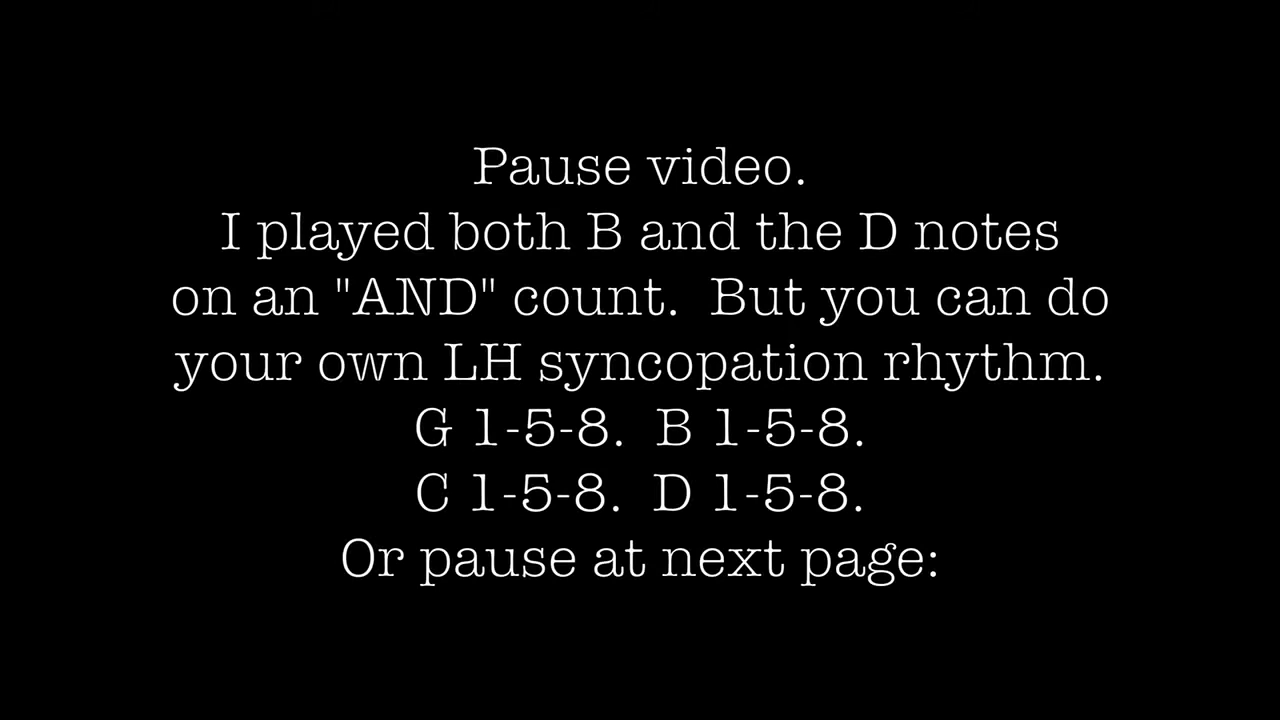 Pause video.
I played both B and the D notes
on an "AND" count.  But you can do
your own LH syncopation rhythm.
G 1-5-8.  B 1-5-8.
C 1-5-8.  D 1-5-8.
Or pause at next page: